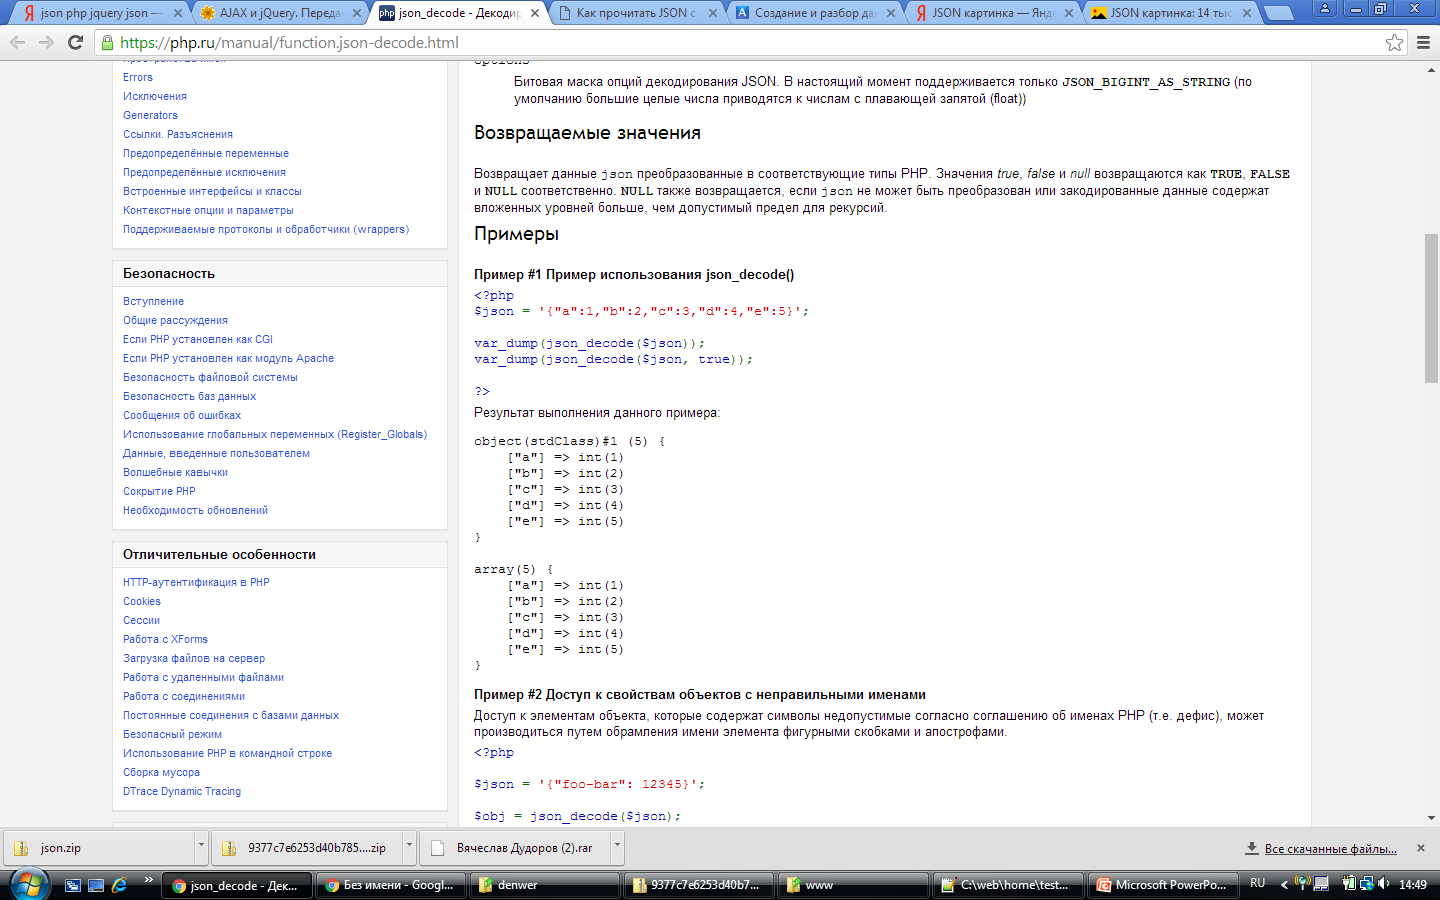 json php jquery json —
AJAX и jQuery. Передач
json_decode - Декодир
Как прочитать JSON с
Создание и разбор да
JSON картинка — Янд
JSON картинка: 14 тыс
https://php.ru/manual/function.json-decode.html
Errors
Исключения
Generators
Ссылки. Разъяснения
Предопределённые переменные
Предопределённые исключения
Встроенные интерфейсы и классы
Контекстные опции и параметры
Поддерживаемые протоколы и обработчики (wrappers)
Безопасность
Вступление
Общие рассуждения
Если PHP установлен как CGI
Если PHP установлен как модуль Apache
Безопасность файловой системы
Безопасность баз данных
Сообщения об ошибках
Использование глобальных переменных (Register_Globals)
Данные, введенные пользователем
Волшебные кавычки
Сокрытие PHP
Необходимость обновлений
Отличительные особенности
HTTP-аутентификация в PHP
Cookies
Сессии
Работа с XForms
Загрузка файлов на сервер
Работа с удаленными файлами
Работа с соединениями
Постоянные соединения с базами данных
Безопасный режим
Использование PHP в командной строке
Сборка мусора
DTrace Dynamic Tracing
options
Битовая маска опций декодирования JSON. В настоящий момент поддерживается только JSON_BIGINT_AS_STRING (по
умолчанию большие целые числа приводятся к числам с плавающей запятой (float))
Возвращаемые значения
Возвращает данные json преобразованные в соответствующие типы PHP. Значения true, false и null возвращаются как TRUE, FALSE
и NULL соответственно. NULL также возвращается, если json не может быть преобразован или закодированные данные содержат
вложенных уровней больше, чем допустимый предел для рекурсий.
Примеры
Пример #1 Пример использования json_decode()
<?php
$json = '{"a":1,"b":2,"c":3,"d":4,"e":5}';
var_dump(json_decode($json));
var_dump(json_decode($json, true));
?>
Результат выполнения данного примера:
object(stdClass)#1 (5) {
["a"] => int(1)
["b"] => int(2)
["c"] => int(3)
["d"] => int(4)
["e"] => int(5)
}
array(5) {
["a"] => int(1)
["b"] => int(2)
["c"] => int(3)
["d"] => int(4)
["e"] => int(5)
}
Пример #2 Доступ к свойствам объектов с неправильными именами
Доступ к элементам объекта, которые содержат символы недопустимые согласно соглашению об именах PHP (т.е. дефис), может
производиться путем обрамления имени элемента фигурными скобками и апострофами.
<?php
$json = '{"foo-bar": 12345}';
$obj = json_decode($json);
json.zip
9377c7e6253d40b785....zip
Вячеслав Дудоров (2).rar
Все скачанные файлы...
json_decode - Дек...
Без имени - Googl...
denwer
9377c7e6253d40b7...
www
C:\web\home\test...
Microsoft PowerPo...
RU
14:49